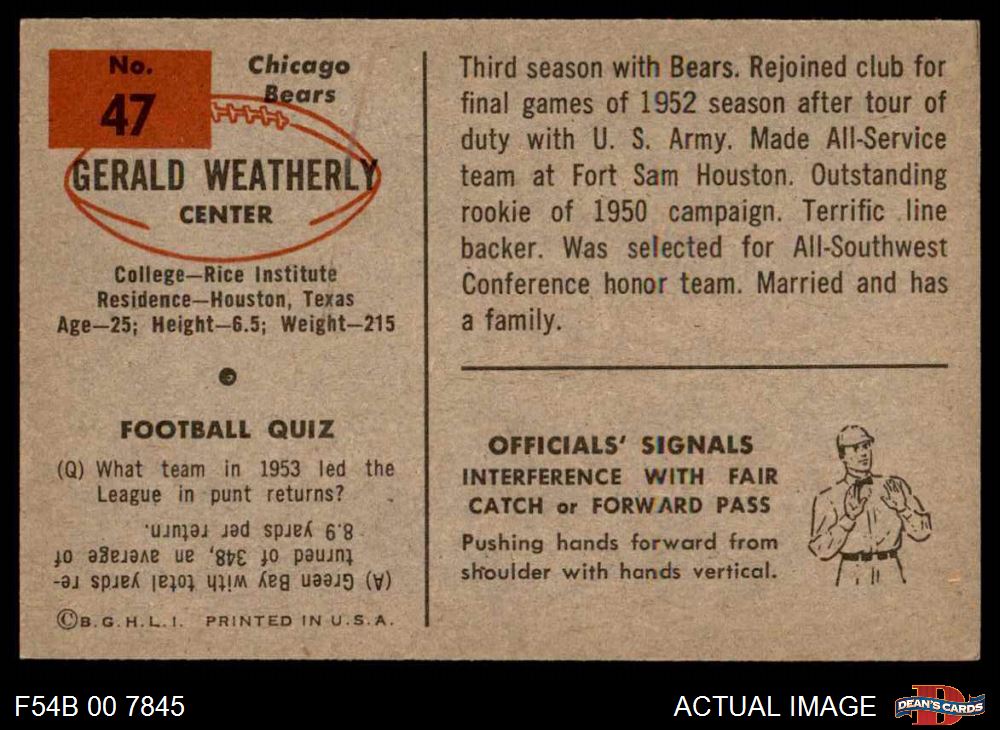 No.
47
Chicago
Bears
GERALD WEATHERLY
CENTER
College—Rice Institute
Residence—Houston, Texas
Age—25; Height—6.5; Weight—215
FOOTBALL QUIZ
(Q) What team in 1953 led the
League in punt returns?
(A) Green Bay with total yards re-
turned of 348, an average of
8.9 yards per return.
©B.G.H.L.I. PRINTED IN U.S.A.
Third season with Bears. Rejoined club for
final games of 1952 season after tour of
duty with U. S. Army. Made All-Service
team at Fort Sam Houston. Outstanding
rookie of 1950 campaign. Terrific line
backer. Was selected for All-Southwest
Conference honor team. Married and has
a family.
OFFICIALS' SIGNALS
INTERFERENCE WITH FAIR
CATCH or FORWARD PASS
Pushing hands forward from
shoulder with hands vertical.
F54B 00 7845
ACTUAL IMAGE
D
DEAN'S CARDS